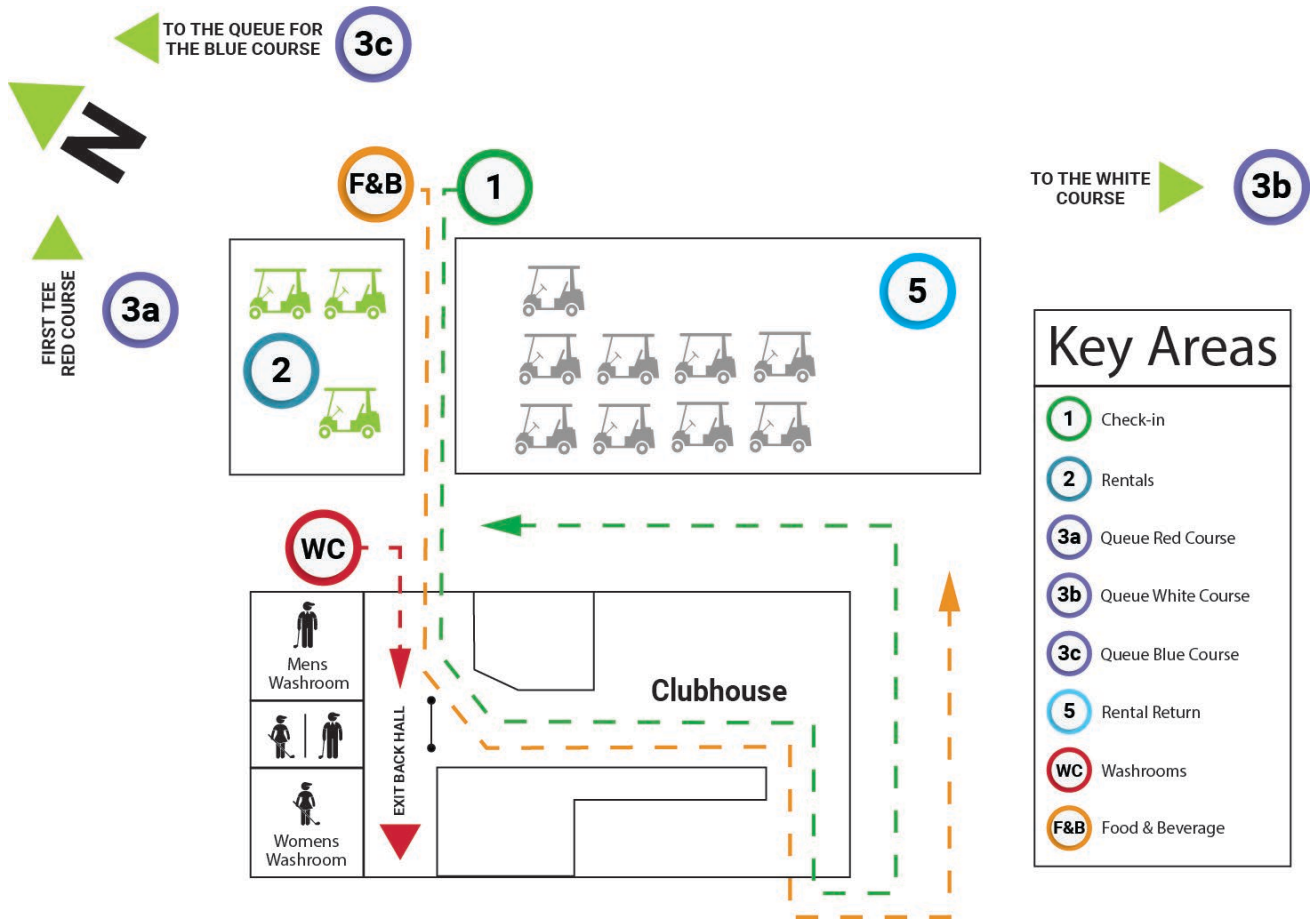 TO THE QUEUE FOR
THE BLUE COURSE
3c
N
F&B
1
TO THE WHITE
COURSE
3b
FIRST TEE
RED COURSE
3a
2
5
WC
Mens
Washroom
Womens
Washroom
EXIT BACK HALL
Clubhouse
Key Areas
1 Check-in
2 Rentals
3a Queue Red Course
3b Queue White Course
3c Queue Blue Course
5 Rental Return
WC Washrooms
F&B Food & Beverage